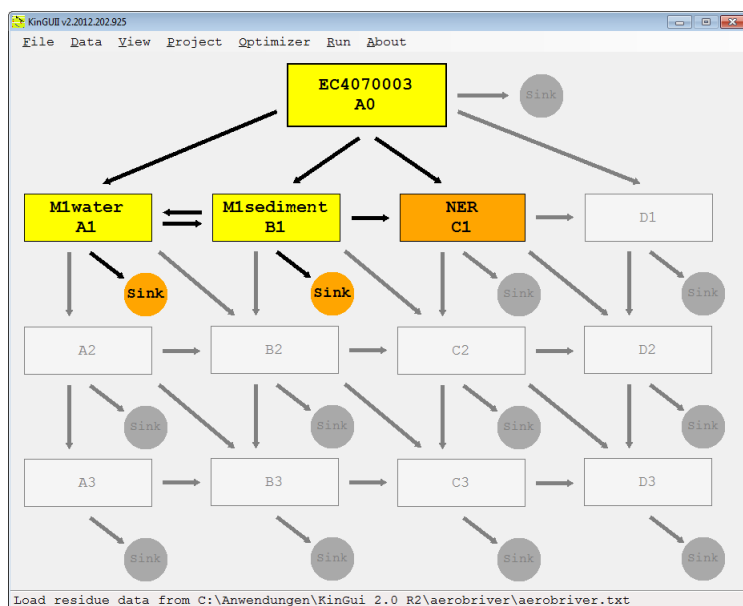 KinGUII v2.2012.202.925
File Data View Project Optimizer Run About
EC4070003
A0
Sink
M1water
A1
M1sediment
B1
NER
C1
D1
Sink
Sink
Sink
Sink
A2
B2
C2
D2
Sink
Sink
Sink
Sink
A3
B3
C3
D3
Sink
Sink
Sink
Sink
Load residue data from C:\Anwendungen\KinGui 2.0 R2\aerobriver\aerobriver.txt